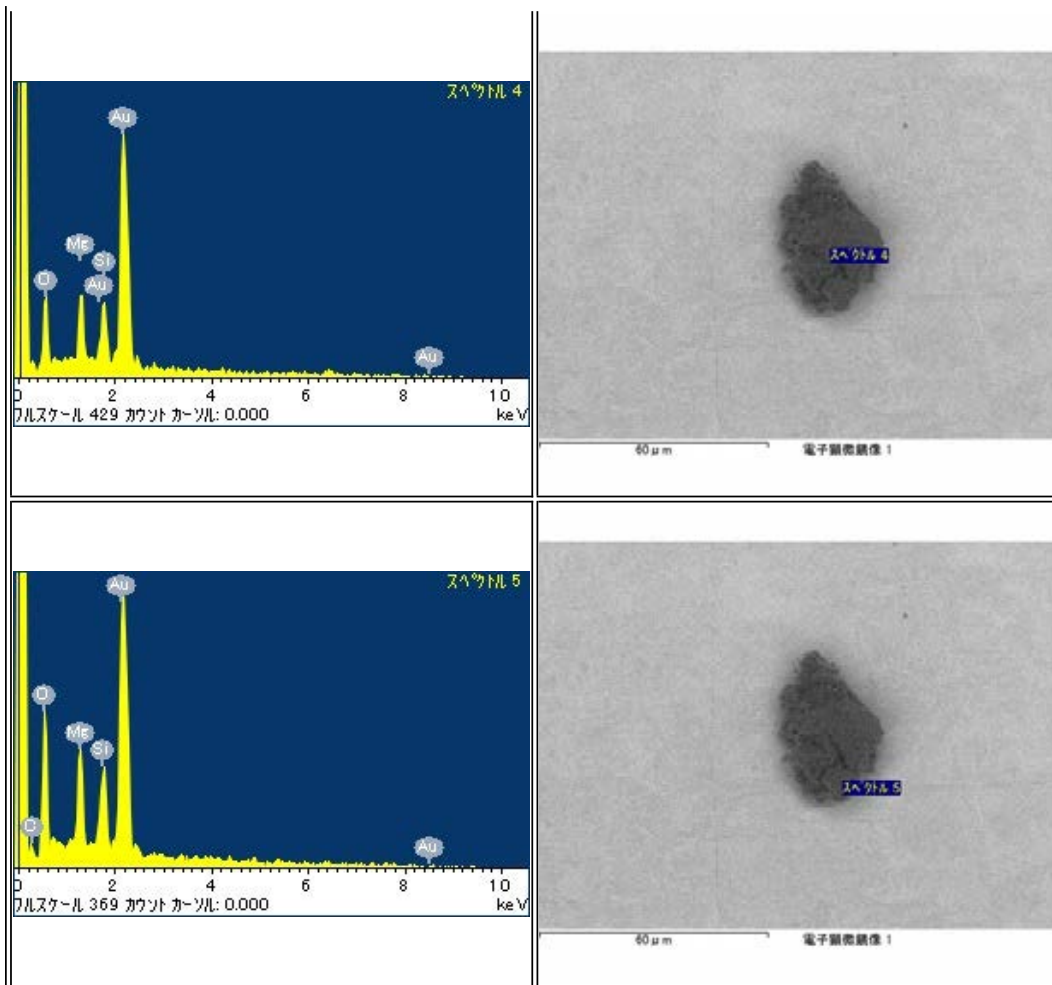 スペクトル 4
Au
Mg
Si
O
Au
Au
0 2 4 6 8 10
フルスケール 429 カウント カーソル: 0.000 keV
スペクトル 4
60μm 電子顕微鏡像 1
スペクトル 5
Au
O
Mg
Si
C
Au
0 2 4 6 8 10
フルスケール 369 カウント カーソル: 0.000 keV
スペクトル 5
60μm 電子顕微鏡像 1